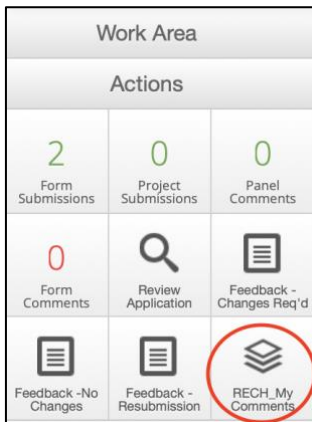 Work Area
Actions
2
Form
Submissions
0
Project
Submissions
0
Panel
Comments
0
Form
Comments
Review
Application
Feedback -
Changes Req'd
Feedback -No
Changes
Feedback -
Resubmission
RECH_My
Comments